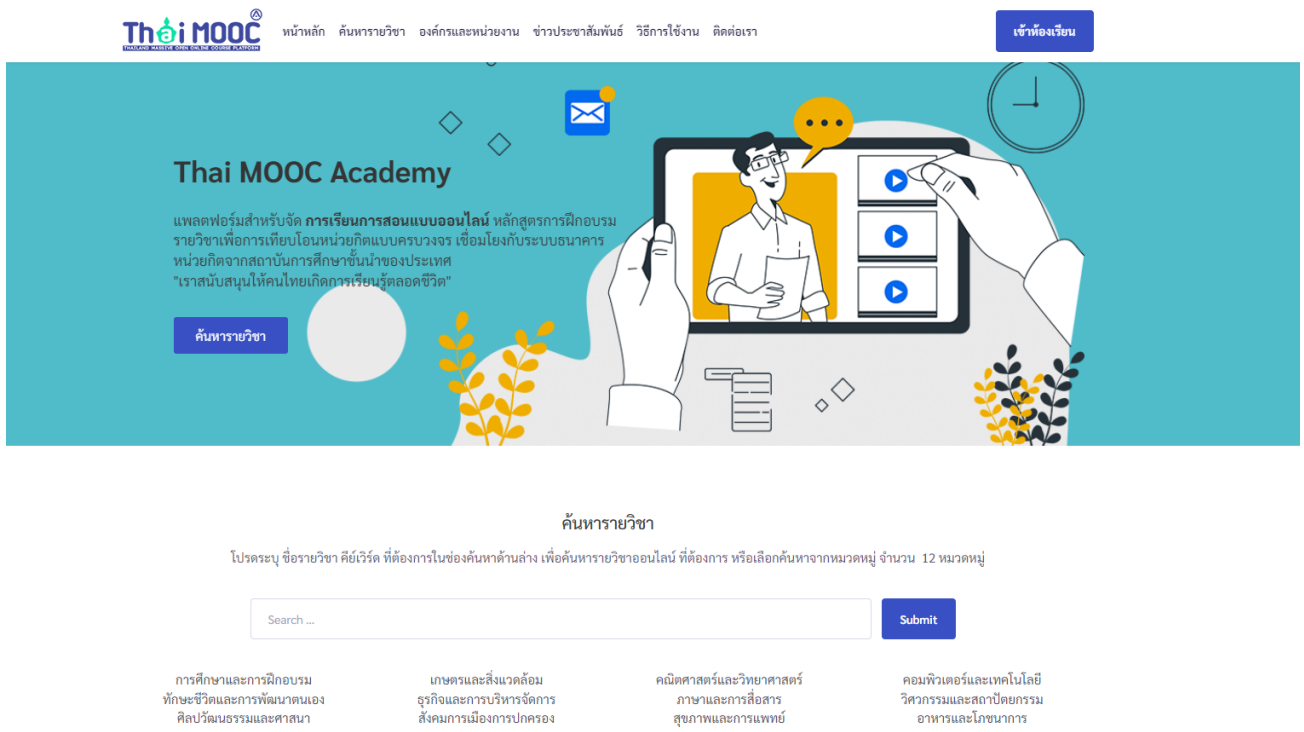 Thai MOOC
THAILAND MASSIVE OPEN ONLINE COURSE PLATFORM
หน้าหลัก ค้นหารายวิชา องค์กรและหน่วยงาน ข่าวประชาสัมพันธ์ วิธีการใช้งาน ติดต่อเรา
เข้าห้องเรียน
Thai MOOC Academy
แพลตฟอร์มสำหรับจัด การเรียนการสอนแบบออนไลน์ หลักสูตรการฝึกอบรม
รายวิชาเพื่อการเทียบโอนหน่วยกิตแบบครบวงจร เชื่อมโยงกับระบบธนาคาร
หน่วยกิตจากสถาบันการศึกษาชั้นนำของประเทศ
"เราสนับสนุนให้คนไทยเกิดการเรียนรู้ตลอดชีวิต"
ค้นหารายวิชา
ค้นหารายวิชา
โปรดระบุ ชื่อรายวิชา คีย์เวิร์ด ที่ต้องการในช่องค้นหาด้านล่าง เพื่อค้นหารายวิชาออนไลน์ ที่ต้องการ หรือเลือกค้นหาจากหมวดหมู่ จำนวน 12 หมวดหมู่
Search ...
Submit
การศึกษาและการฝึกอบรม เกษตรและสิ่งแวดล้อม คณิตศาสตร์และวิทยาศาสตร์ คอมพิวเตอร์และเทคโนโลยี
ทักษะชีวิตและการพัฒนาตนเอง ธุรกิจและการบริหารจัดการ ภาษาและการสื่อสาร วิศวกรรมและสถาปัตยกรรม
ศิลปวัฒนธรรมและศาสนา สังคมการเมืองการปกครอง สุขภาพและการแพทย์ อาหารและโภชนาการ